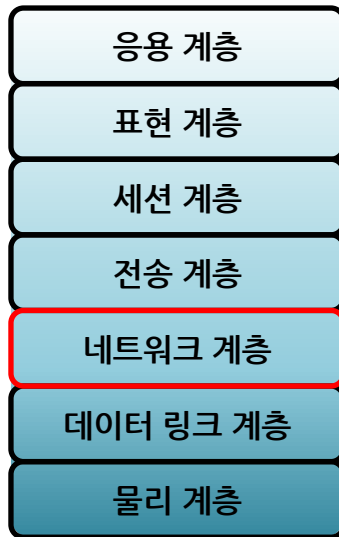 응용 계층
표현 계층
세션 계층
전송 계층
네트워크 계층
데이터 링크 계층
물리 계층